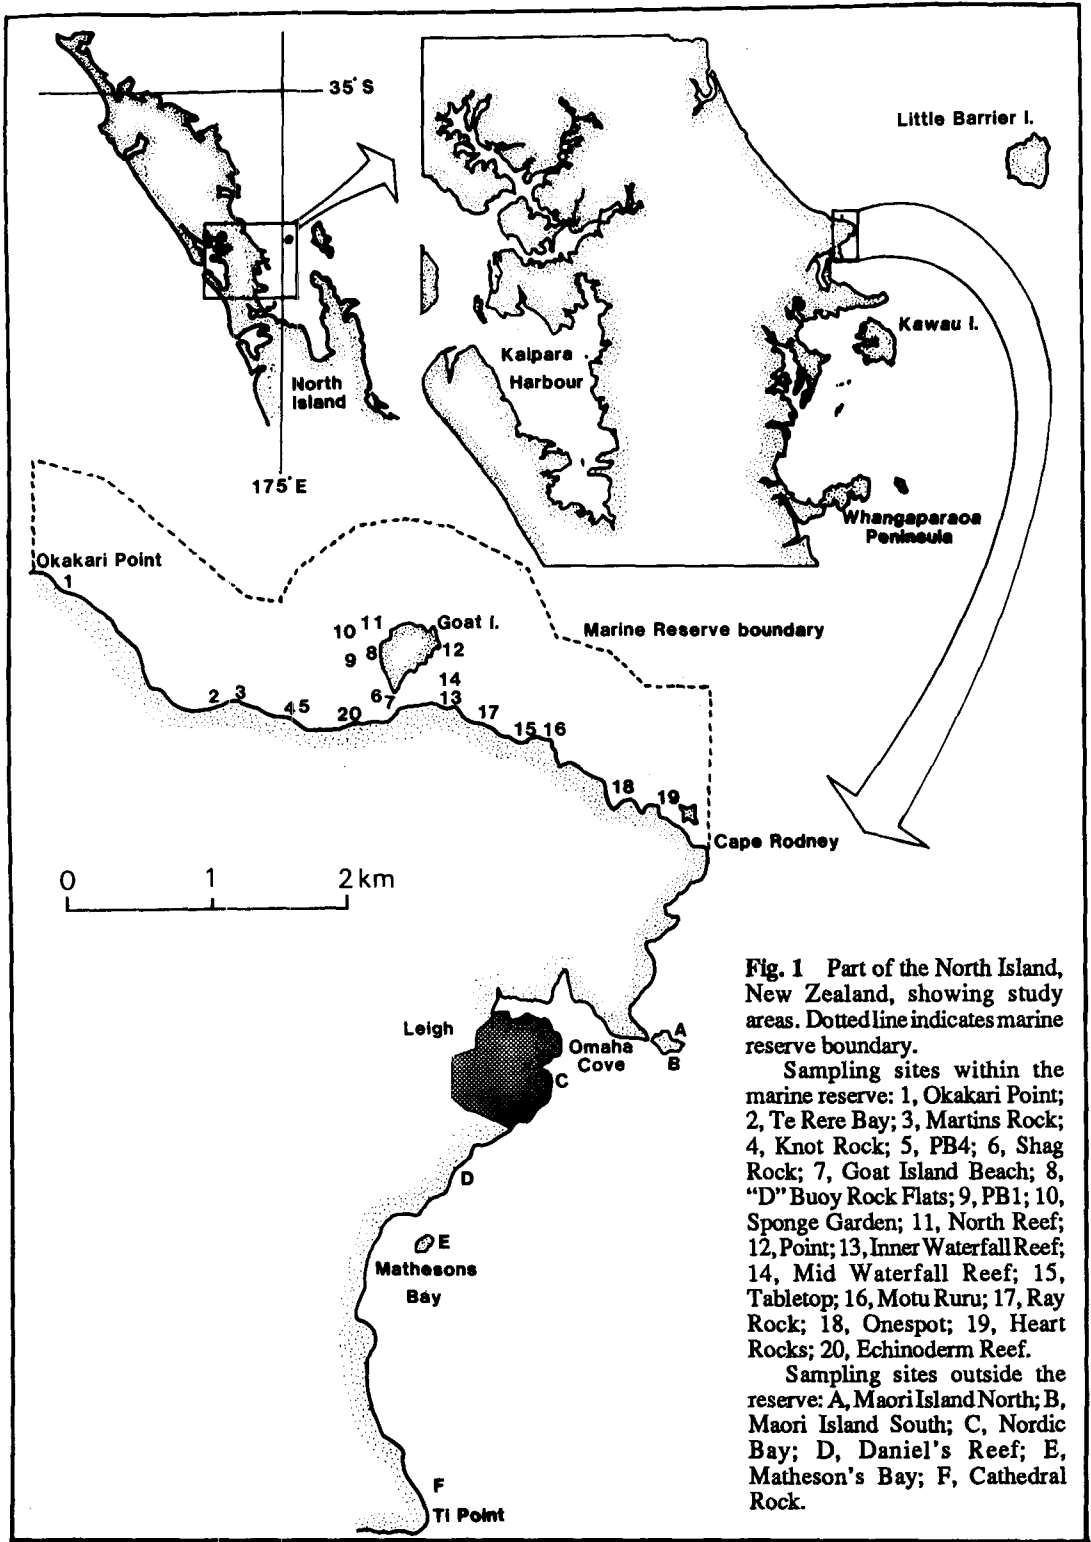 35°S
Little Barrier I.
Kawau I.
Kaipara
Harbour
North
Island
175°E
Whangaparaoa
Peninsula
Okakari Point
1
11
Goat I.
10
Marine Reserve boundary
8
12
9
14
6
7
13
2
3
4
5
20
17
15
16
18
19
Cape Rodney
0
1
2 km
Leigh
A
Omaha
Cove
B
C
D
E
Mathesons
Bay
F
Ti Point
Fig. 1 Part of the North Island,
New Zealand, showing study
areas. Dotted line indicates marine
reserve boundary.
Sampling sites within the
marine reserve: 1, Okakari Point;
2, Te Rere Bay; 3, Martins Rock;
4, Knot Rock; 5, PB4; 6, Shag
Rock; 7, Goat Island Beach; 8,
“D” Buoy Rock Flats; 9, PB1; 10,
Sponge Garden; 11, North Reef;
12, Point; 13, Inner Waterfall Reef;
14, Mid Waterfall Reef; 15,
Tabletop; 16, Motu Ruru; 17, Ray
Rock; 18, Onespot; 19, Heart
Rocks; 20, Echinoderm Reef.
Sampling sites outside the
reserve: A, Maori Island North; B,
Maori Island South; C, Nordic
Bay; D, Daniel's Reef; E,
Matheson's Bay; F, Cathedral
Rock.